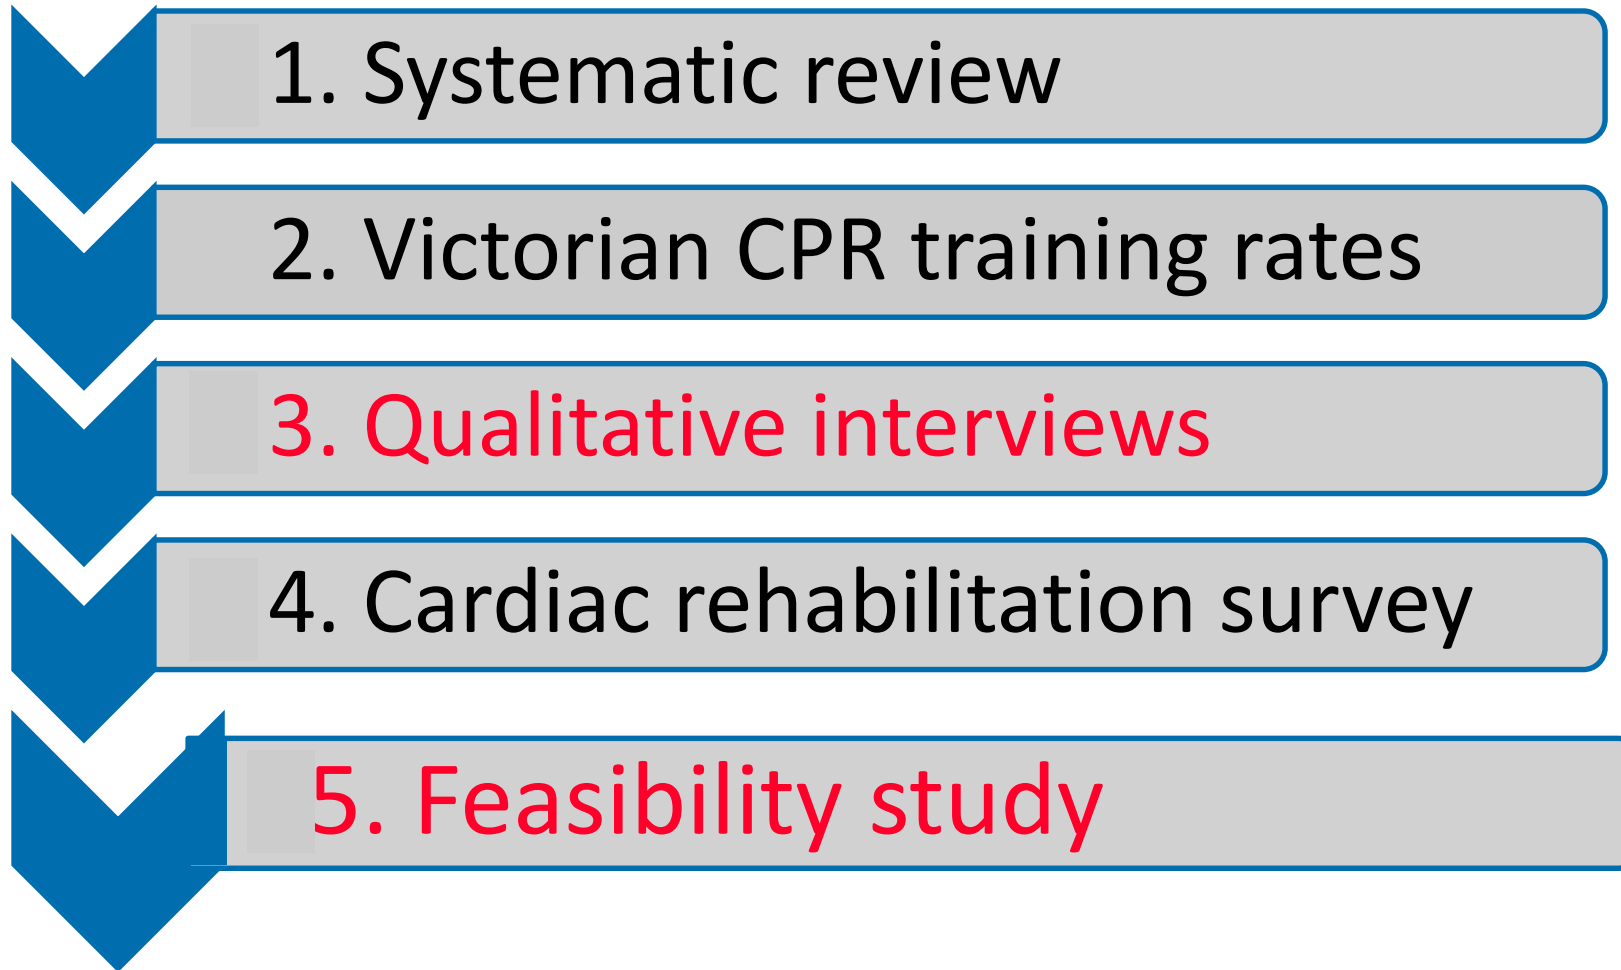 1. Systematic review
2. Victorian CPR training rates
3. Qualitative interviews
4. Cardiac rehabilitation survey
5. Feasibility study